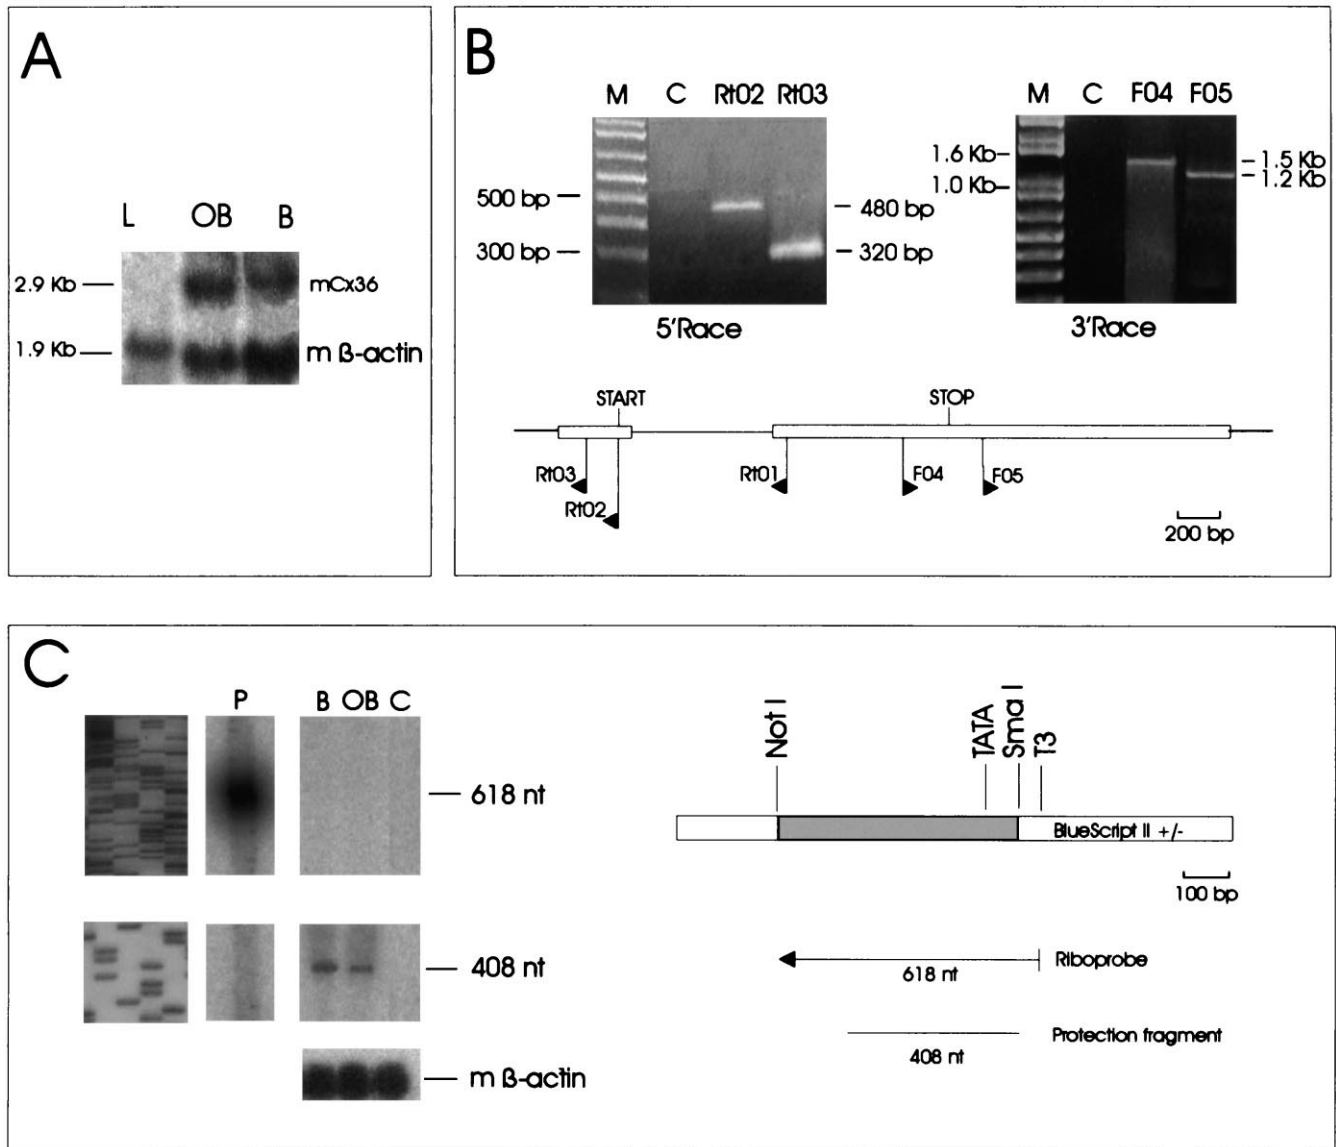 A
L OB B
2.9 Kb mCx36
1.9 Kb m ß-actin
B
M C Rt02 Rt03
500 bp 480 bp
300 bp 320 bp
5'Race
M C F04 F05
1.6 Kb 1.5 Kb
1.0 Kb 1.2 Kb
3'Race
START STOP
Rt03 Rt01 F04 F05
Rt02
200 bp
C
P B OB C
618 nt
408 nt
m ß-actin
Not I TATA Sma I T3
BlueScript II +/-
100 bp
618 nt Riboprobe
408 nt Protection fragment